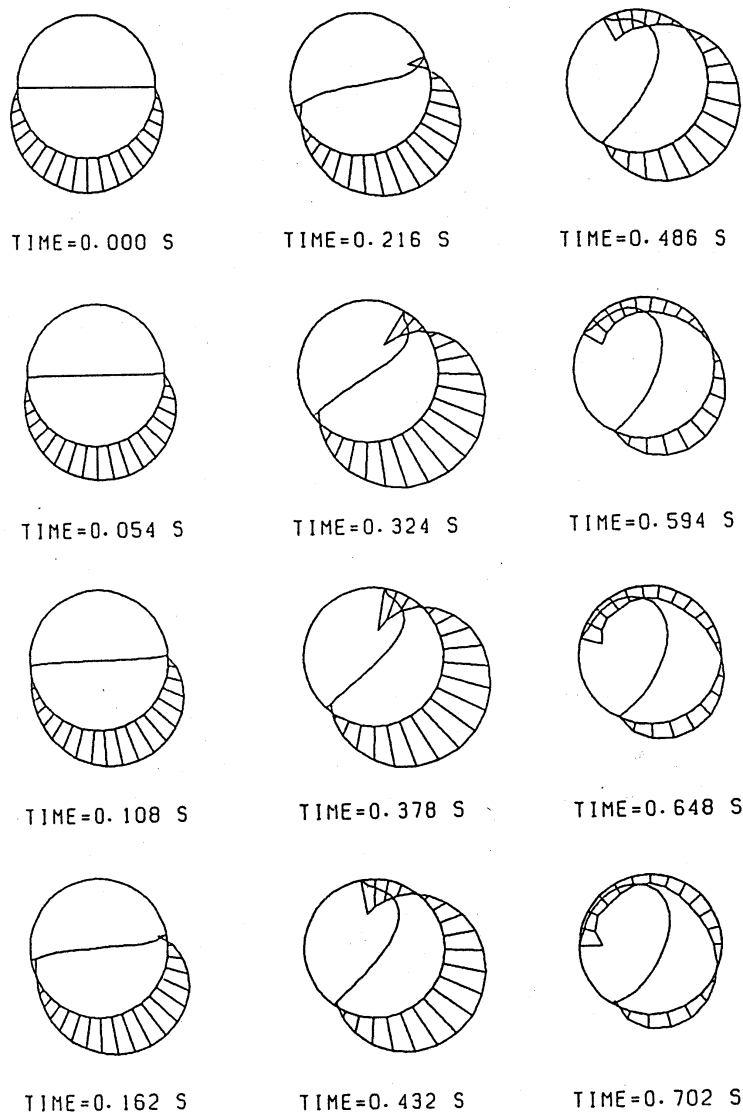 TIME=0.000 S
TIME=0.054 S
TIME=0.108 S
TIME=0.162 S
TIME=0.216 S
TIME=0.324 S
TIME=0.378 S
TIME=0.432 S
TIME=0.486 S
TIME=0.594 S
TIME=0.648 S
TIME=0.702 S